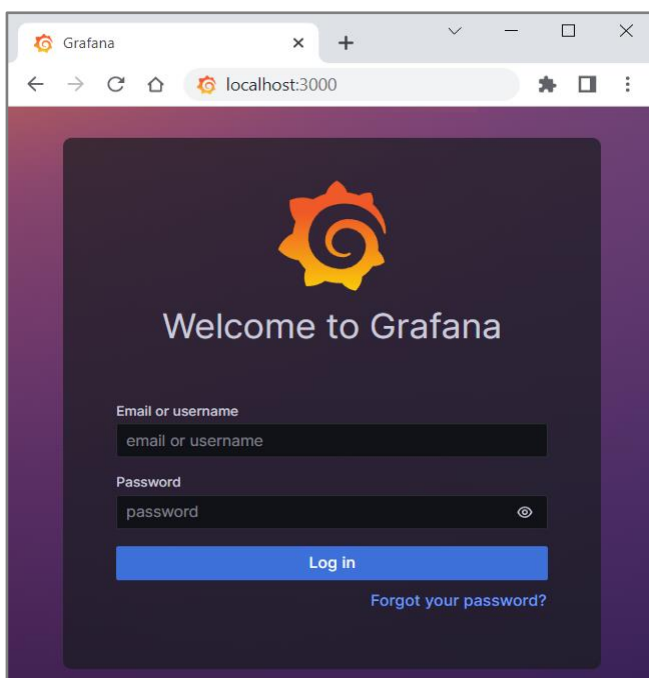 Grafana
localhost:3000
Welcome to Grafana
Email or username
email or username
Password
password
Log in
Forgot your password?